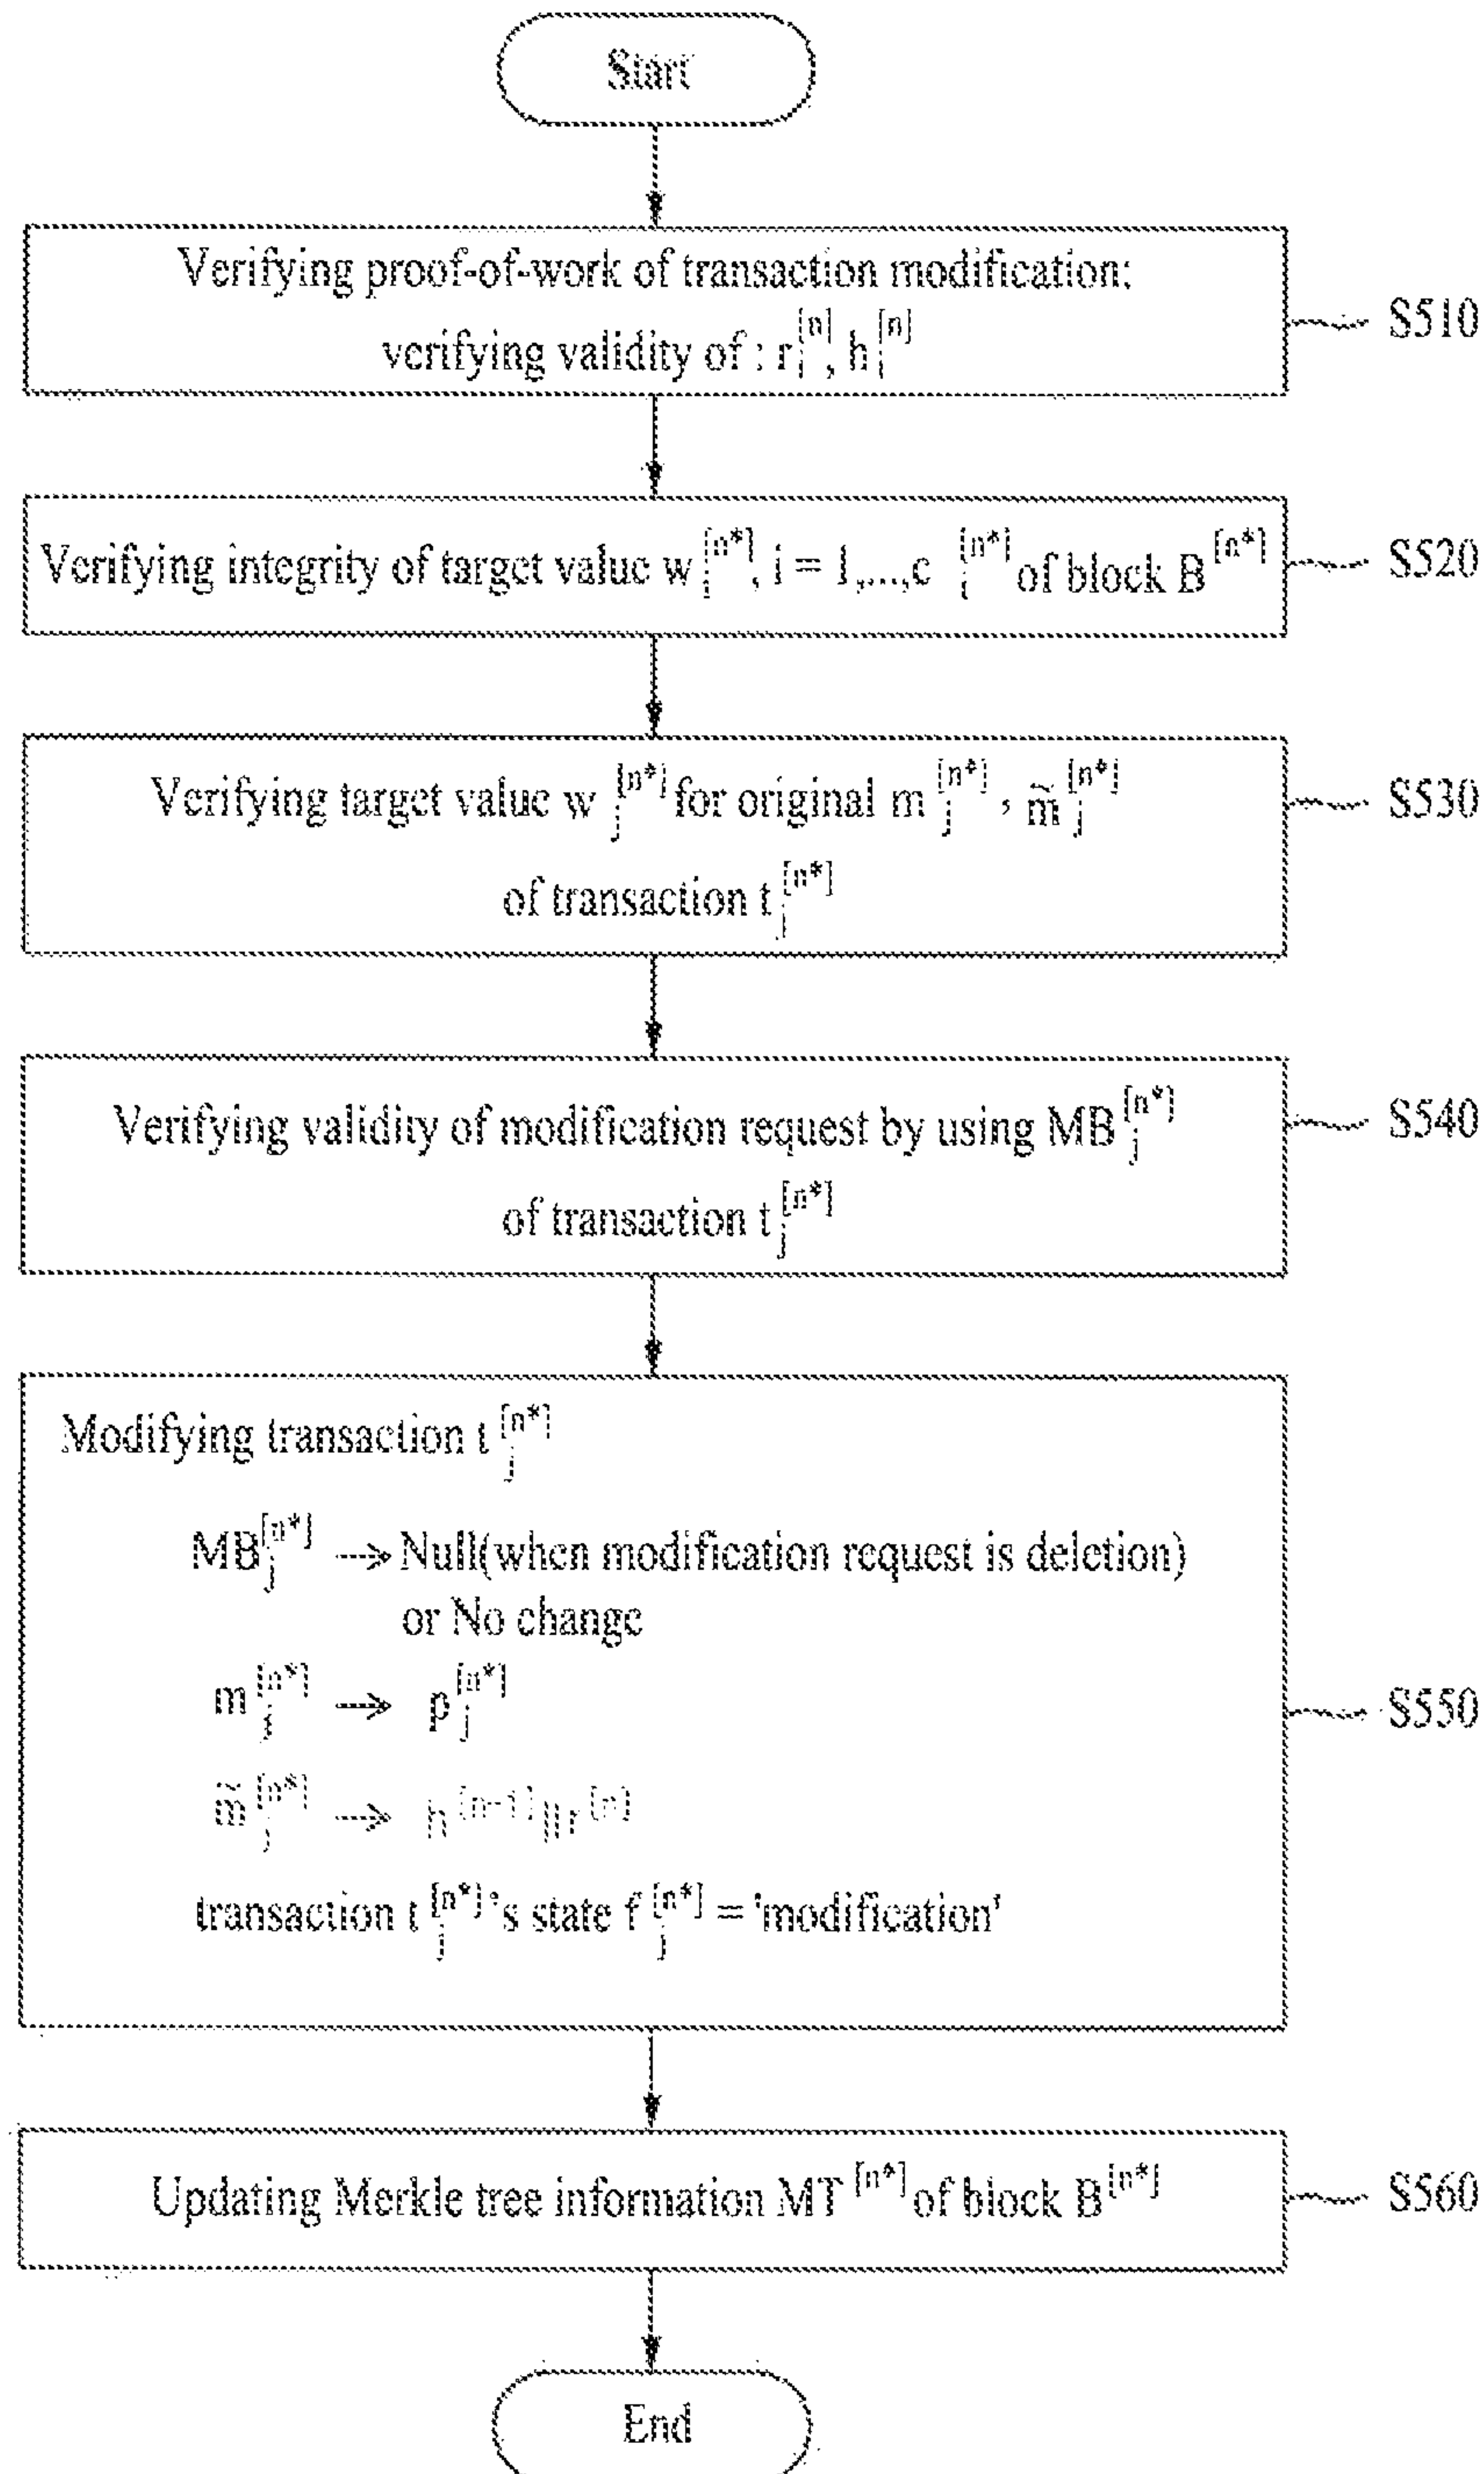 Start
Verifying proof-of-work of transaction modification:
verifying validity of : r_i^[n], h_i^[n]
S510
Verifying integrity of target value w_i^[n*], i = 1,...,c_i^[n*] of block B^[n*]
S520
Verifying target value w_j^[n*] for original m_j^[n*], m̃_j^[n*]
of transaction t_j^[n*]
S530
Verifying validity of modification request by using MB_j^[n*]
of transaction t_j^[n*]
S540
Modifying transaction t_j^[n*]
MB_j^[n*] → Null(when modification request is deletion)
or No change
m_j^[n*] → p_j^[n*]
m̃_j^[n*] → h^[n-1]||r^[n]
transaction t_j^[n*]'s state f_j^[n*] = 'modification'
S550
Updating Merkle tree information MT^[n*] of block B^[n*]
S560
End